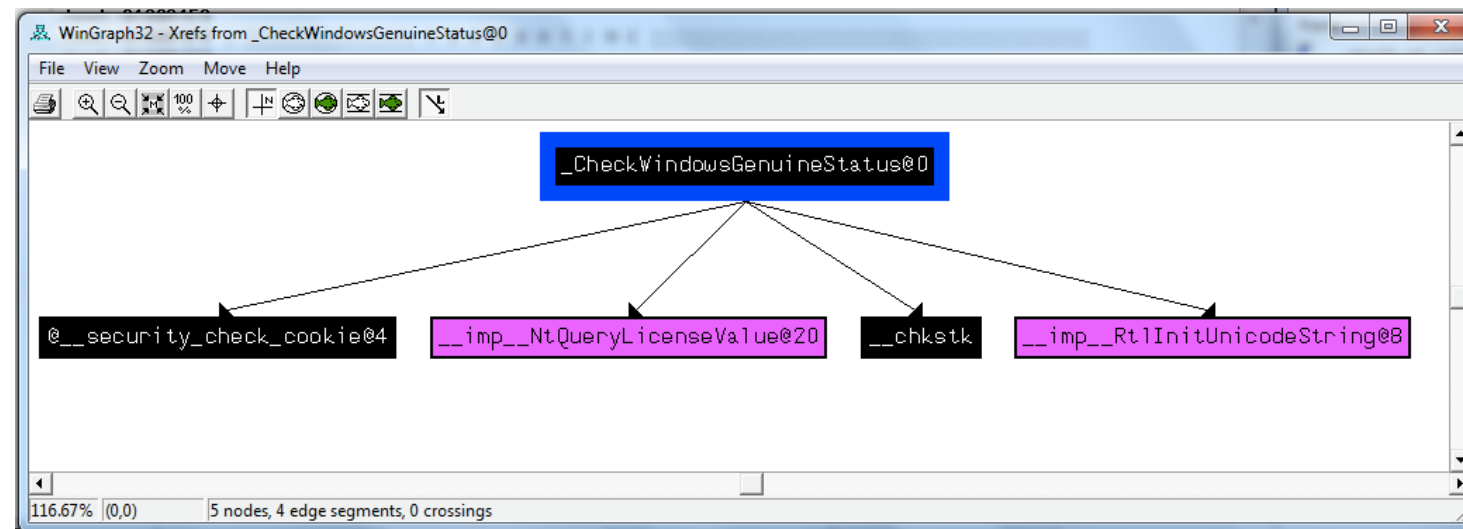 WinGraph32 - Xrefs from _CheckWindowsGenuineStatus@0
File View Zoom Move Help
100 %
_CheckWindowsGenuineStatus@0
@__security_check_cookie@4 __imp__NtQueryLicenseValue@20 __chkstk __imp__RtlInitUnicodeString@8
116.67% (0,0) 5 nodes, 4 edge segments, 0 crossings